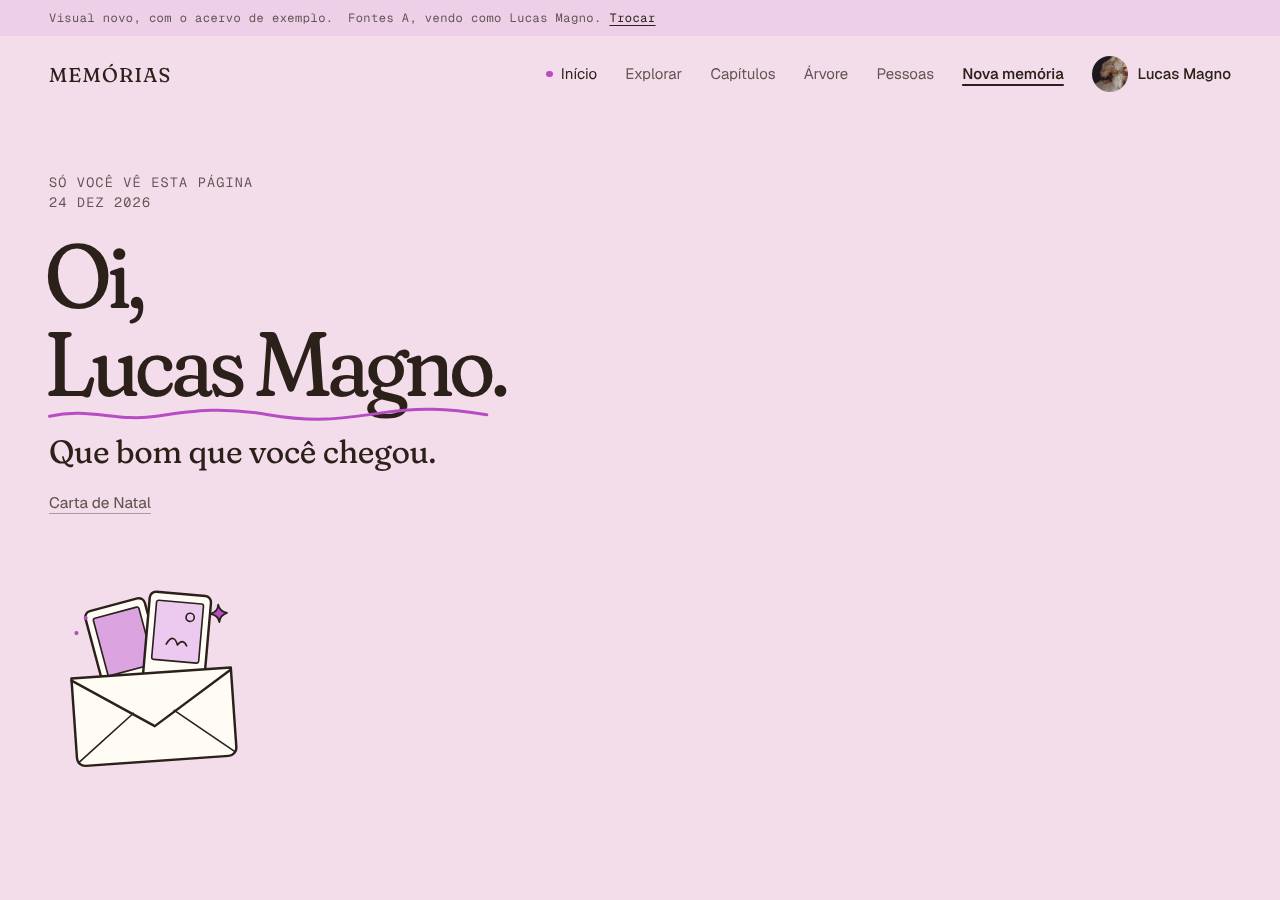 Visual novo, com o acervo de exemplo. Fontes A, vendo como Lucas Magno. Trocar
MEMÓRIAS
Início Explorar Capítulos Árvore Pessoas Nova memória Lucas Magno
SÓ VOCÊ VÊ ESTA PÁGINA
24 DEZ 2026
Oi,
Lucas Magno.
Que bom que você chegou.
Carta de Natal